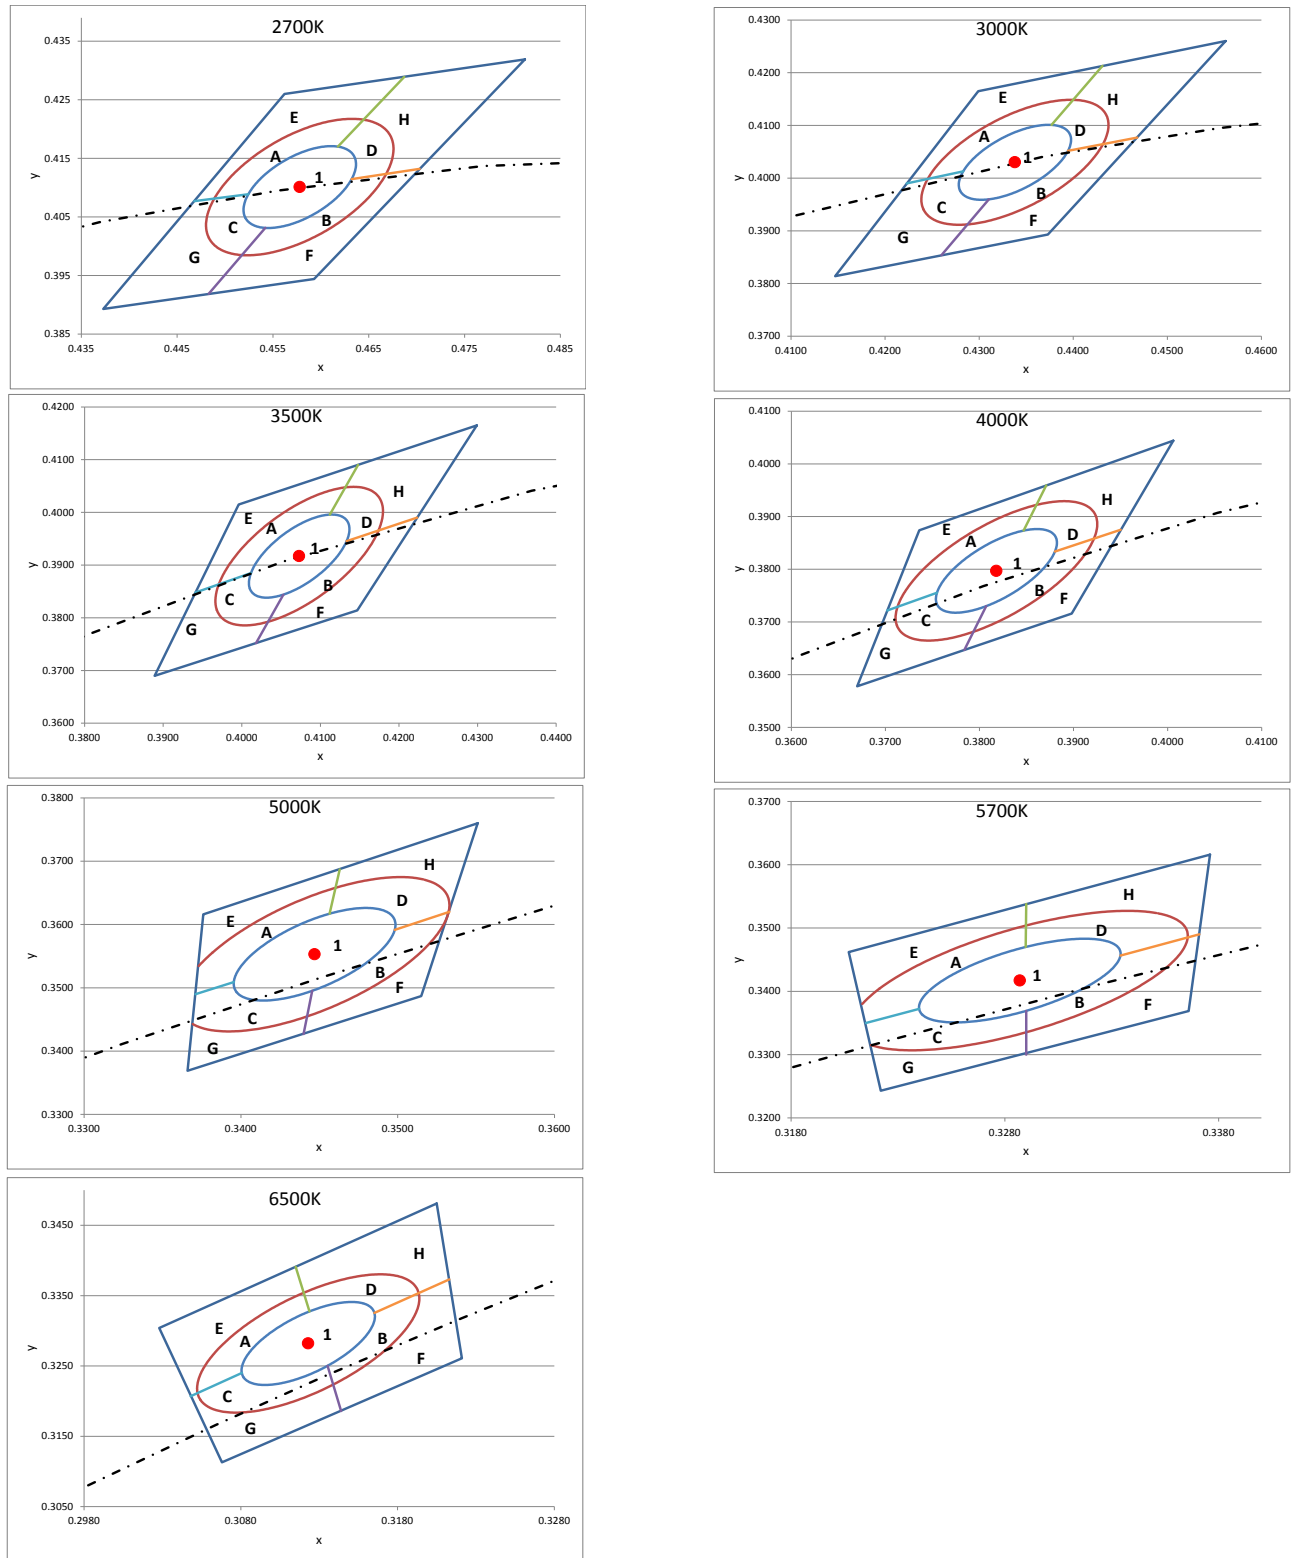 2700K
0.435
0.425
0.415
0.405
0.395
0.385
y
E
H
A
D
1
C
B
G
F
0.435 0.445 0.455 0.465 0.475 0.485
x
3000K
0.4300
0.4200
0.4100
0.4000
0.3900
0.3800
0.3700
y
E
H
A
D
1
B
C
F
G
0.4100 0.4200 0.4300 0.4400 0.4500 0.4600
x
3500K
0.4200
0.4100
0.4000
0.3900
0.3800
0.3700
0.3600
y
H
E
A
D
1
B
C
F
G
0.3800 0.3900 0.4000 0.4100 0.4200 0.4300 0.4400
x
4000K
0.4100
0.4000
0.3900
0.3800
0.3700
0.3600
0.3500
y
H
E
A
D
1
B
F
C
G
0.3600 0.3700 0.3800 0.3900 0.4000 0.4100
x
5000K
0.3800
0.3700
0.3600
0.3500
0.3400
0.3300
y
H
D
E
A
1
B
F
C
G
0.3300 0.3400 0.3500 0.3600
x
5700K
0.3700
0.3600
0.3500
0.3400
0.3300
0.3200
y
H
D
E
A
1
B
F
C
G
0.3180 0.3280 0.3380
x
6500K
0.3450
0.3350
0.3250
0.3150
0.3050
y
H
D
E
A
1
B
F
C
G
0.2980 0.3080 0.3180 0.3280
x